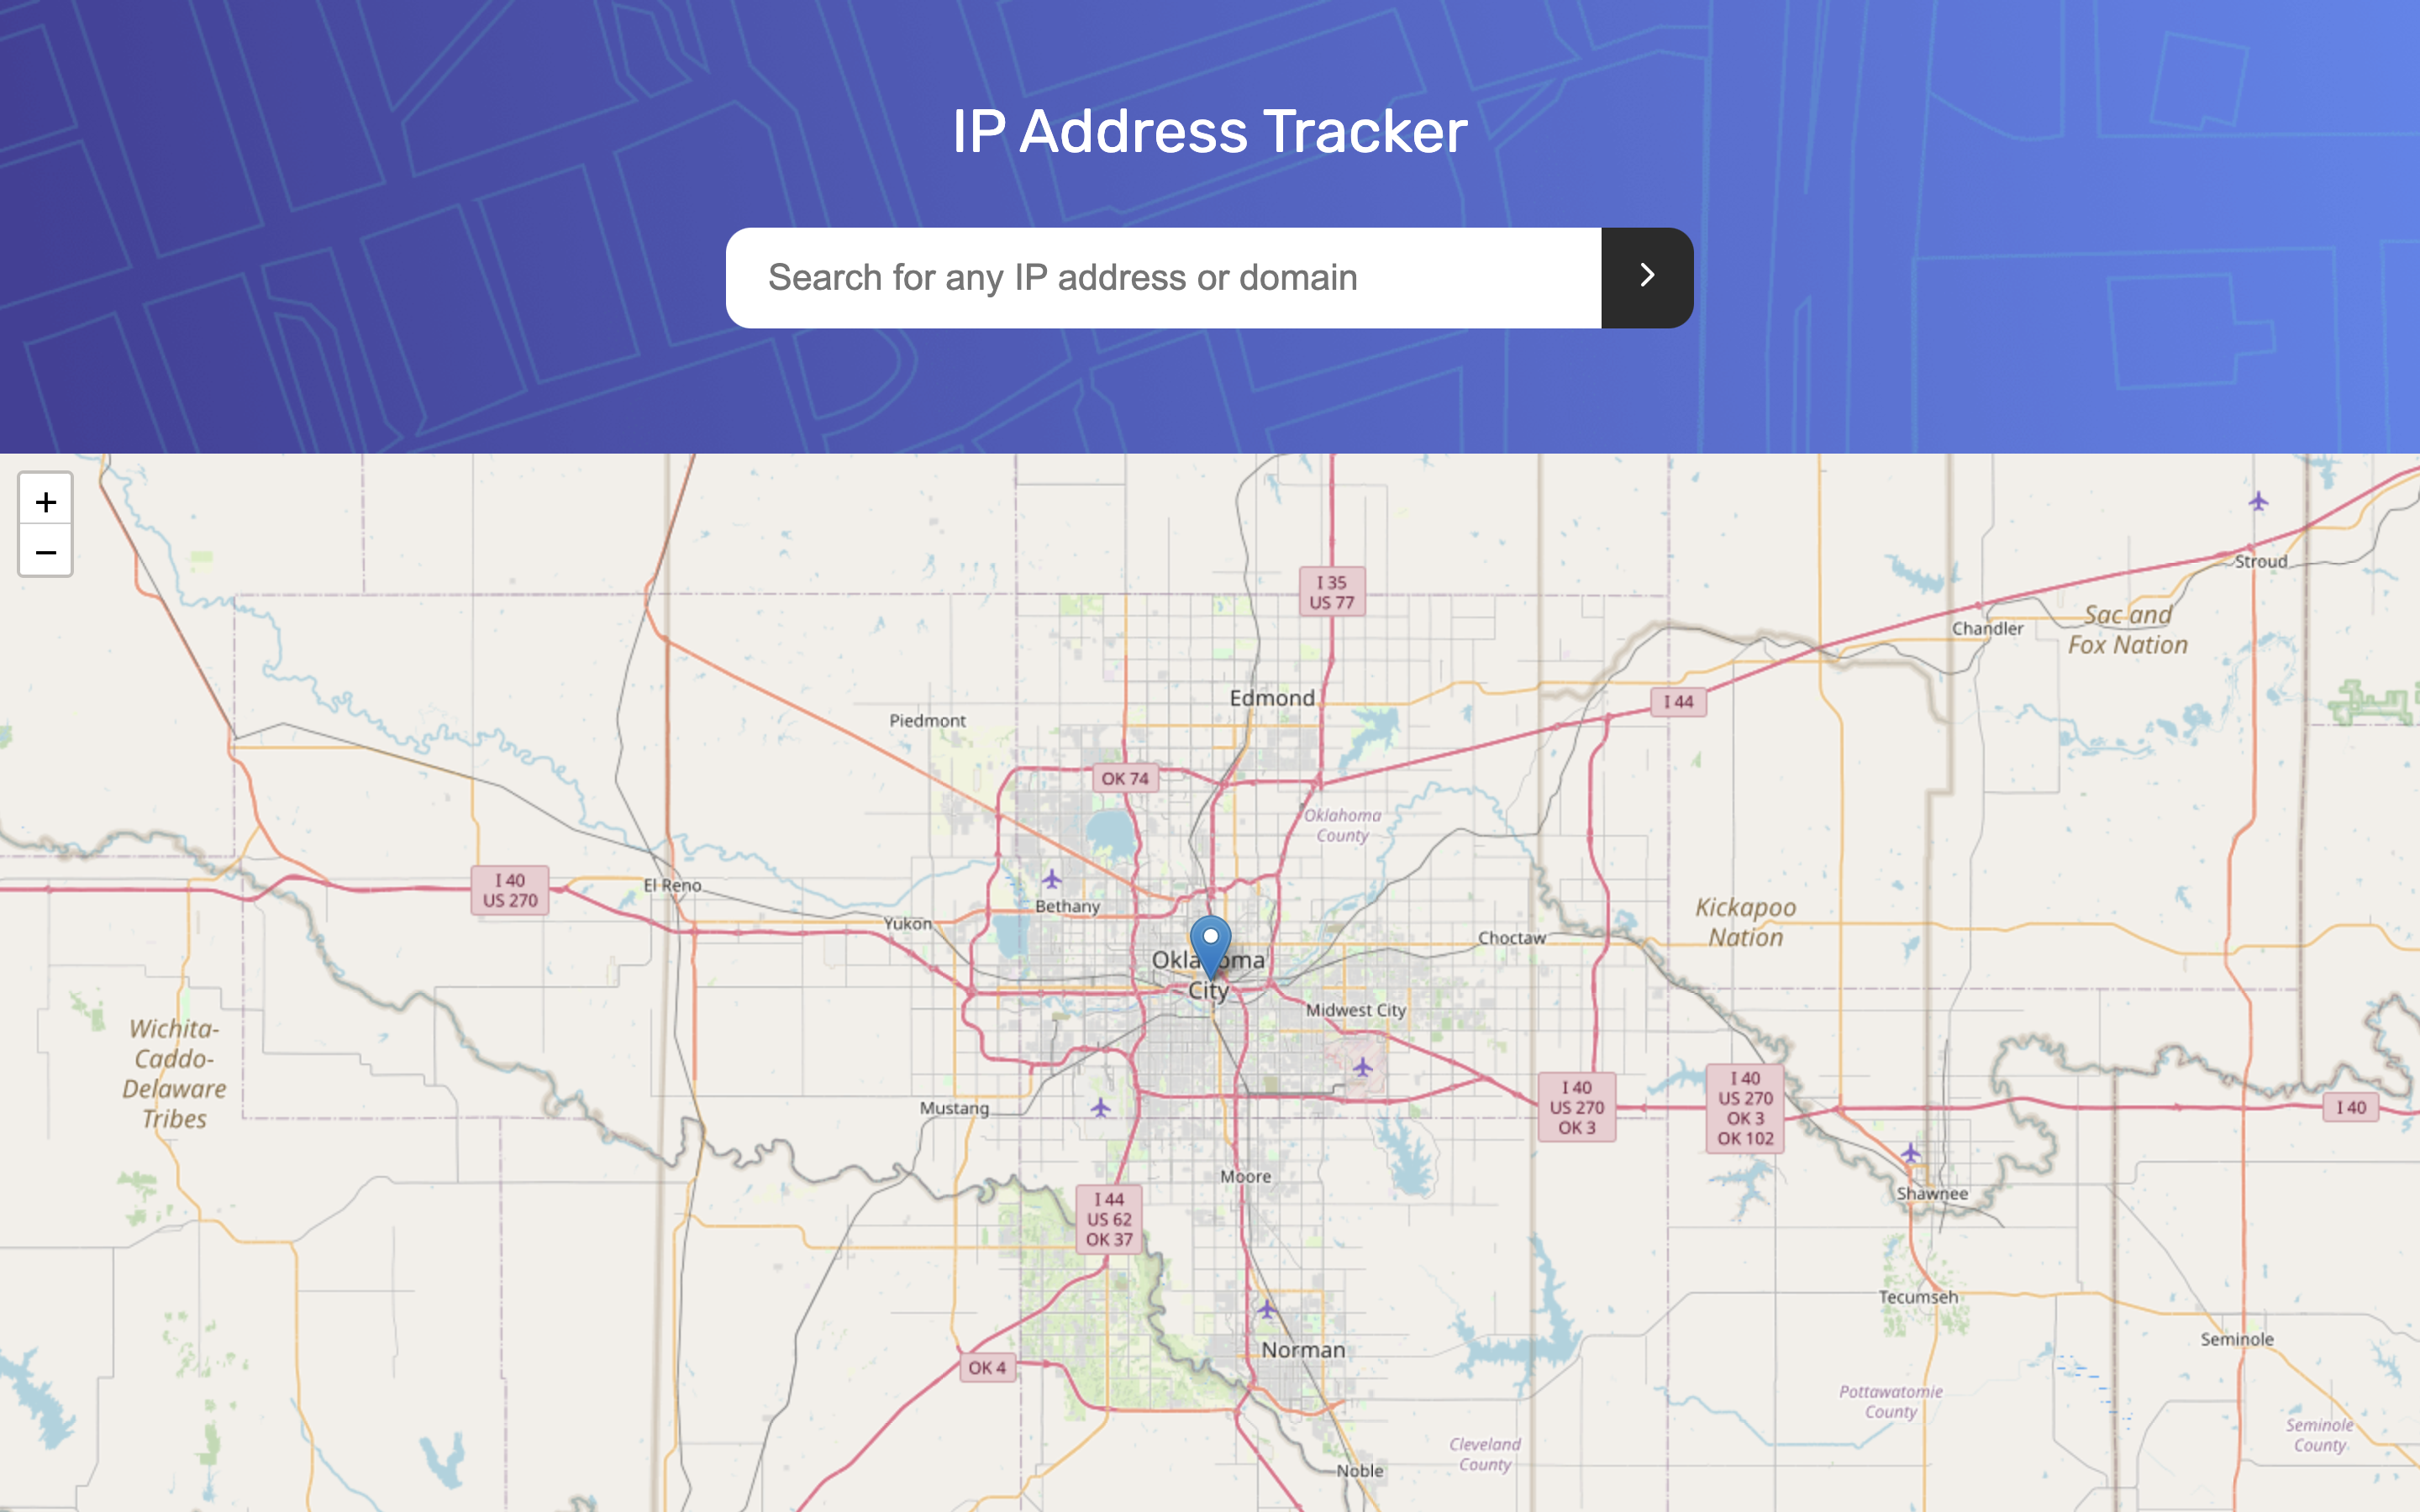 IP Address Tracker
Search for any IP address or domain
+
−
I 35
US 77
Stroud
Chandler
Sac and
Fox Nation
Edmond
I 44
Piedmont
OK 74
Oklahoma
County
I 40
US 270
El Reno
Bethany
Yukon
Kickapoo
Nation
Choctaw
Oklahoma
City
Midwest City
Wichita-
Caddo-
Delaware
Tribes
Mustang
I 40
US 270
OK 3
I 40
US 270
OK 3
OK 102
I 40
Moore
Shawnee
I 44
US 62
OK 37
Tecumseh
Seminole
Norman
OK 4
Pottawatomie
County
Seminole
County
Cleveland
County
Noble